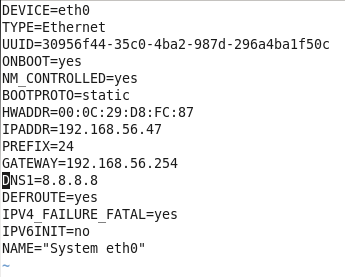 DEVICE=eth0
TYPE=Ethernet
UUID=30956f44-35c0-4ba2-987d-296a4ba1f50c
ONBOOT=yes
NM_CONTROLLED=yes
BOOTPROTO=static
HWADDR=00:0C:29:D8:FC:87
IPADDR=192.168.56.47
PREFIX=24
GATEWAY=192.168.56.254
DNS1=8.8.8.8
DEFROUTE=yes
IPV4_FAILURE_FATAL=yes
IPV6INIT=no
NAME="System eth0"
~